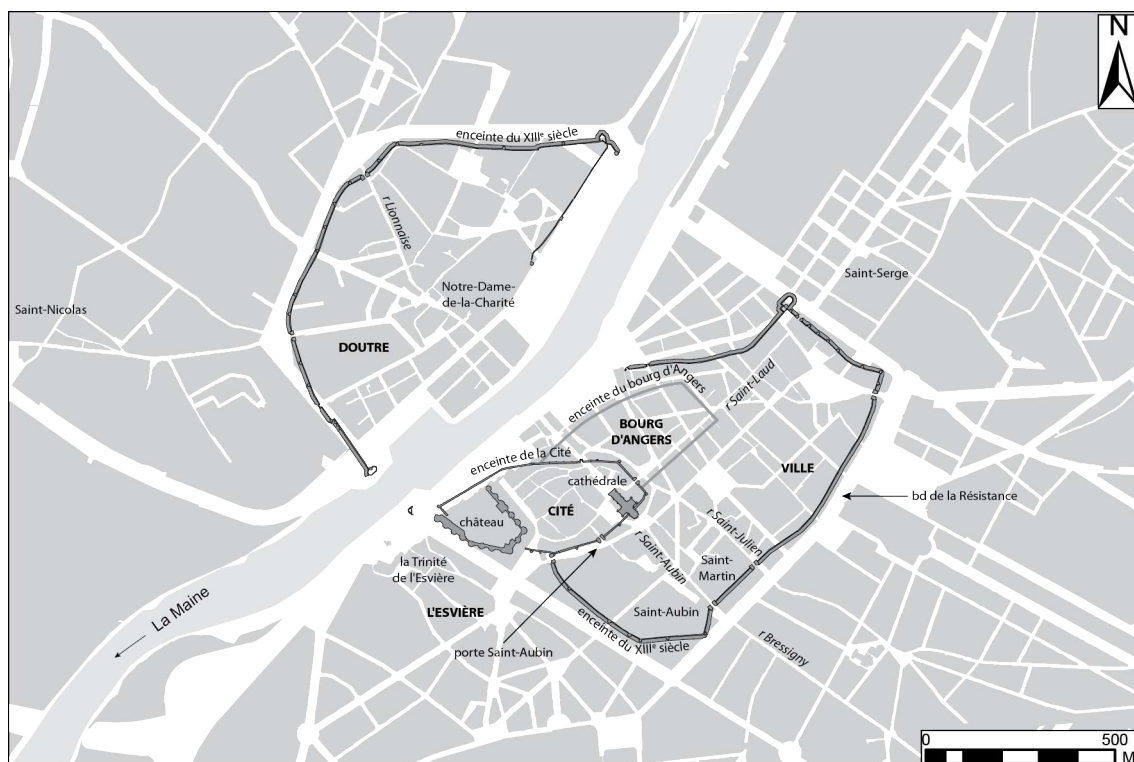 N
enceinte du XIIIe siècle
r Lionnaise
Saint-Serge
Notre-Dame-
de-la-Charité
Saint-Nicolas
DOUTRE
r Saint-Laud
enceinte du bourg d'Angers
BOURG
D'ANGERS
enceinte de la Cité
VILLE
cathédrale
bd de la Résistance
château
CITÉ
r Saint-Julien
r Saint-Aubin
la Trinité
de l'Esvière
Saint-
Martin
La Maine
L'ESVIÈRE
Saint-Aubin
enceinte du XIIIe siècle
r Bressigny
porte Saint-Aubin
0 500
M